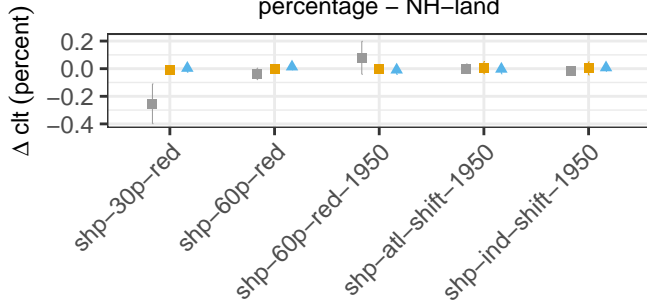 percentage − NH−land
Δ clt (percent)
0.2
0.0
−0.2
−0.4
shp−30p−red
shp−60p−red
shp−60p−red−1950
shp−atl−shift−1950
shp−ind−shift−1950